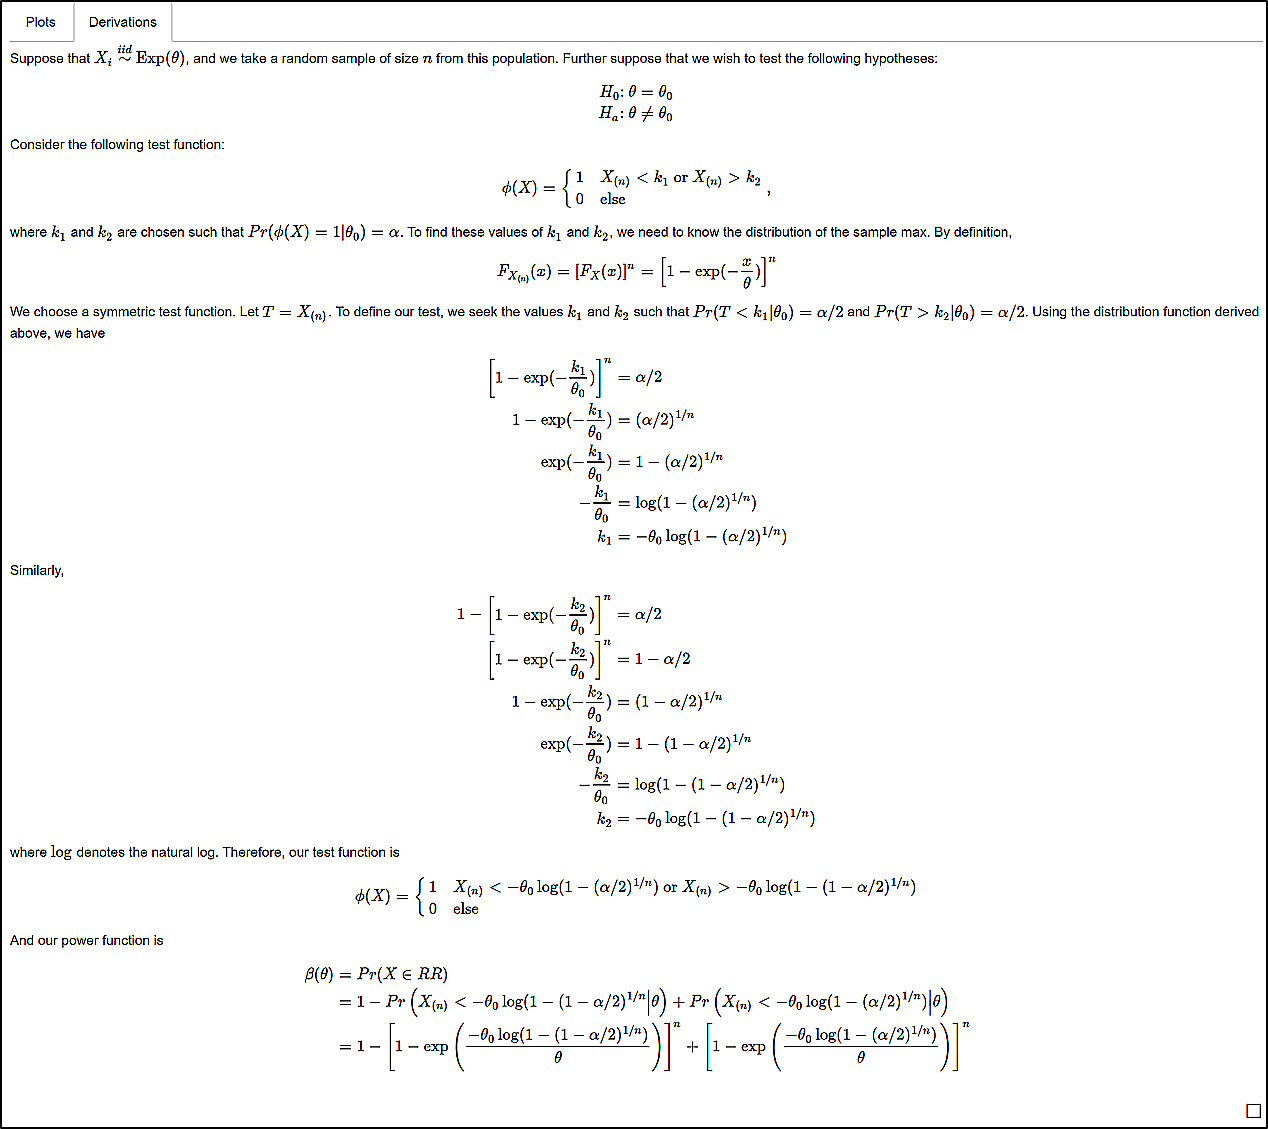 Plots Derivations
Suppose that $X_i \overset{iid}{\sim} \text{Exp}(\theta)$, and we take a random sample of size $n$ from this population. Further suppose that we wish to test the following hypotheses:
$H_0: \theta = \theta_0$
$H_a: \theta \neq \theta_0$
Consider the following test function:
$\phi(X) = \begin{cases} 1 & X_{(n)} < k_1 \text{ or } X_{(n)} > k_2 \\ 0 & \text{else} \end{cases},$
where $k_1$ and $k_2$ are chosen such that $Pr(\phi(X) = 1|\theta_0) = \alpha$. To find these values of $k_1$ and $k_2$, we need to know the distribution of the sample max. By definition,
$F_{X_{(n)}}(x) = [F_X(x)]^n = \left[1 - \exp(-\frac{x}{\theta})\right]^n$
We choose a symmetric test function. Let $T = X_{(n)}$. To define our test, we seek the values $k_1$ and $k_2$ such that $Pr(T < k_1|\theta_0) = \alpha/2$ and $Pr(T > k_2|\theta_0) = \alpha/2$. Using the distribution function derived
above, we have
$\left[1 - \exp(-\frac{k_1}{\theta_0})\right]^n = \alpha/2$
$1 - \exp(-\frac{k_1}{\theta_0}) = (\alpha/2)^{1/n}$
$\exp(-\frac{k_1}{\theta_0}) = 1 - (\alpha/2)^{1/n}$
$-\frac{k_1}{\theta_0} = \log(1 - (\alpha/2)^{1/n})$
$k_1 = -\theta_0 \log(1 - (\alpha/2)^{1/n})$
Similarly,
$1 - \left[1 - \exp(-\frac{k_2}{\theta_0})\right]^n = \alpha/2$
$\left[1 - \exp(-\frac{k_2}{\theta_0})\right]^n = 1 - \alpha/2$
$1 - \exp(-\frac{k_2}{\theta_0}) = (1 - \alpha/2)^{1/n}$
$\exp(-\frac{k_2}{\theta_0}) = 1 - (1 - \alpha/2)^{1/n}$
$-\frac{k_2}{\theta_0} = \log(1 - (1 - \alpha/2)^{1/n})$
$k_2 = -\theta_0 \log(1 - (1 - \alpha/2)^{1/n})$
where $\log$ denotes the natural log. Therefore, our test function is
$\phi(X) = \begin{cases} 1 & X_{(n)} < -\theta_0 \log(1 - (\alpha/2)^{1/n}) \text{ or } X_{(n)} > -\theta_0 \log(1 - (1 - \alpha/2)^{1/n}) \\ 0 & \text{else} \end{cases}$
And our power function is
$\beta(\theta) = Pr(X \in RR)$
$= 1 - Pr\left(X_{(n)} < -\theta_0 \log(1 - (1 - \alpha/2)^{1/n}|\theta\right) + Pr\left(X_{(n)} < -\theta_0 \log(1 - (\alpha/2)^{1/n})|\theta\right)$
$= 1 - \left[1 - \exp\left(\frac{-\theta_0 \log(1 - (1 - \alpha/2)^{1/n})}{\theta}\right)\right]^n + \left[1 - \exp\left(\frac{-\theta_0 \log(1 - (\alpha/2)^{1/n})}{\theta}\right)\right]^n$